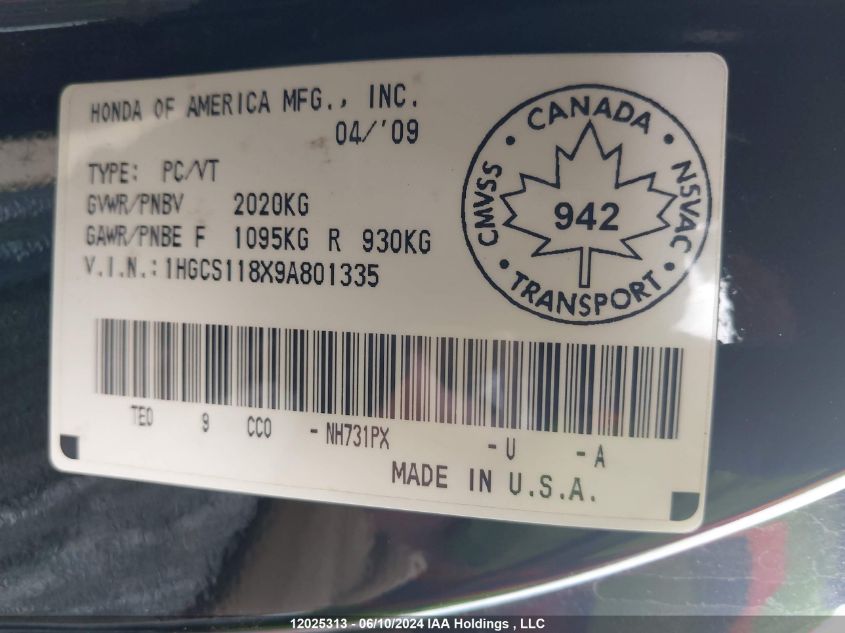 HONDA OF AMERICA MFG., INC.
04/'09
TYPE: PC/VT
GVWR/PNBV 2020KG
GAWR/PNBE F 1095KG R 930KG
V.I.N.:1HGCS118X9A801335
CANADA
CMVSS
NSVAC
942
TRANSPORT
TE0 9 CC0 -NH731PX -U -A
MADE IN U.S.A.
12025313 - 06/10/2024 IAA Holdings , LLC